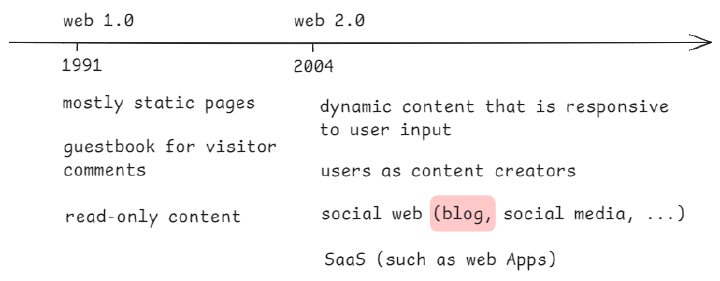 web 1.0
web 2.0
1991
2004
mostly static pages
guestbook for visitor
comments
read-only content
dynamic content that is responsive
to user input
users as content creators
social web (blog, social media, ...)
SaaS (such as web Apps)